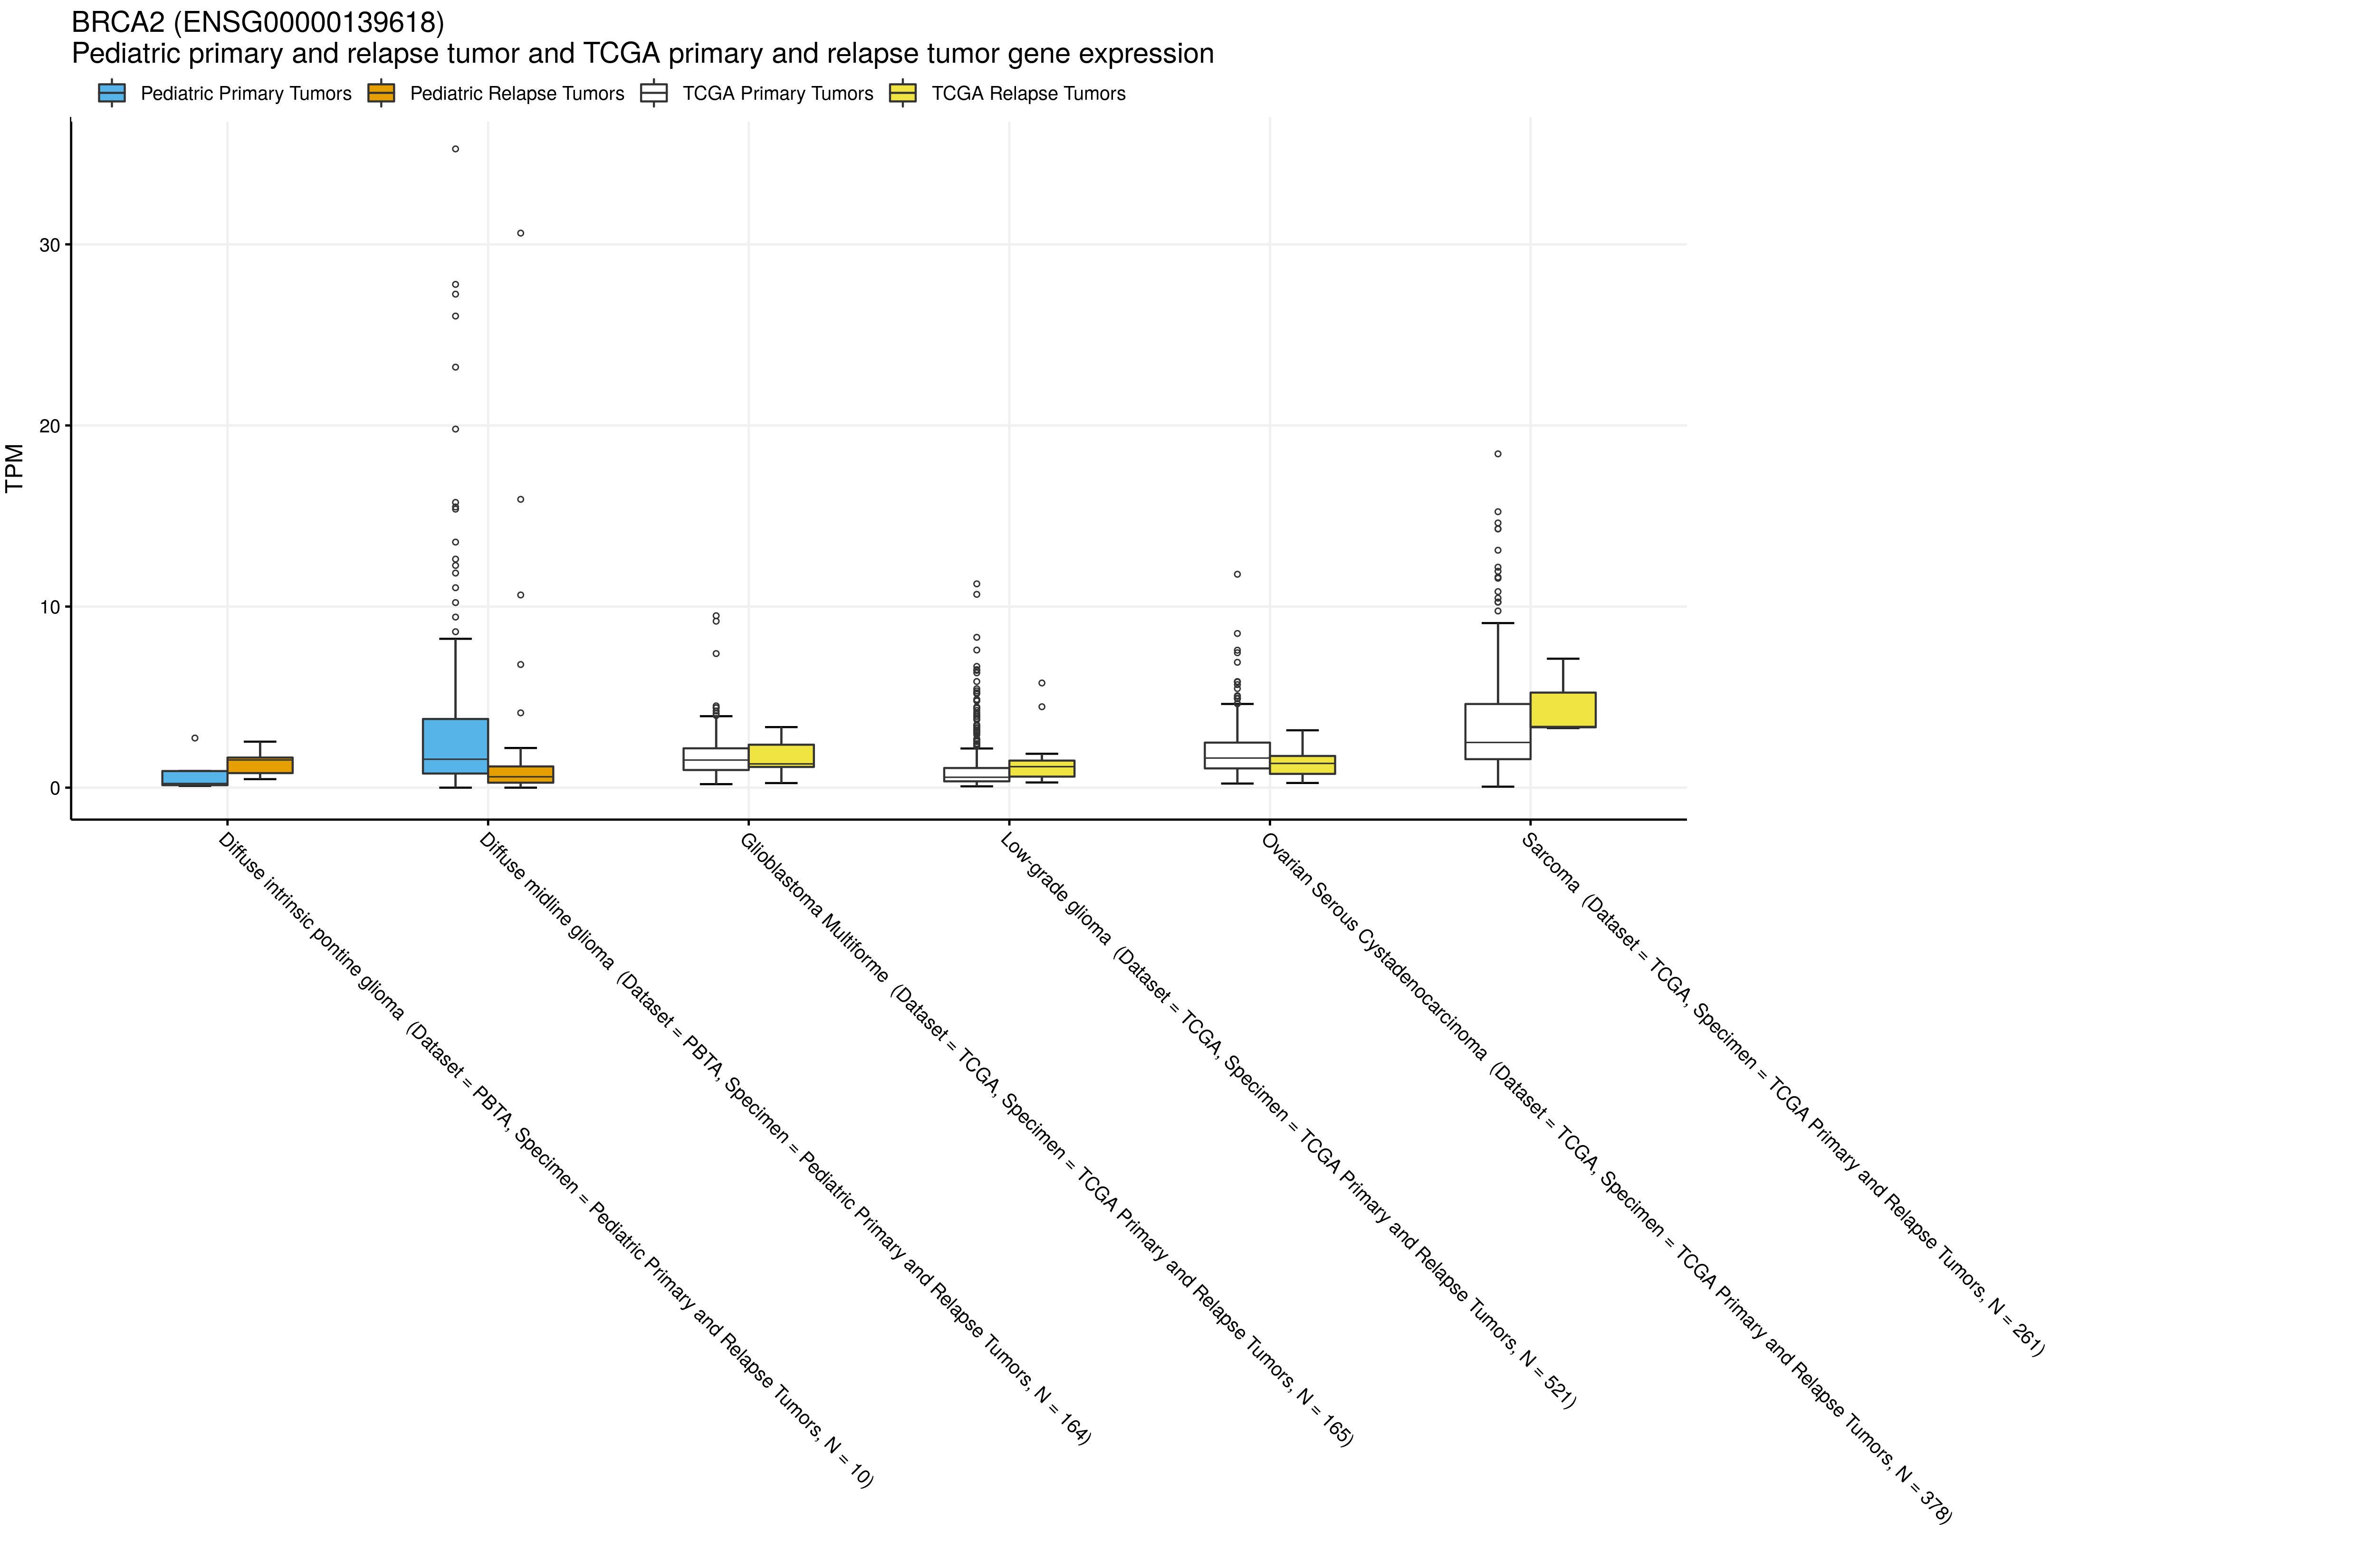 BRCA2 (ENSG00000139618)
Pediatric primary and relapse tumor and TCGA primary and relapse tumor gene expression
Pediatric Primary Tumors Pediatric Relapse Tumors TCGA Primary Tumors TCGA Relapse Tumors
TPM
30
20
10
0
Diffuse intrinsic pontine glioma (Dataset = PBTA, Specimen = Pediatric Primary and Relapse Tumors, N = 10)
Diffuse midline glioma (Dataset = PBTA, Specimen = Pediatric Primary and Relapse Tumors, N = 164)
Glioblastoma Multiforme (Dataset = TCGA, Specimen = TCGA Primary and Relapse Tumors, N = 165)
Low-grade glioma (Dataset = TCGA, Specimen = TCGA Primary and Relapse Tumors, N = 521)
Ovarian Serous Cystadenocarcinoma (Dataset = TCGA, Specimen = TCGA Primary and Relapse Tumors, N = 378)
Sarcoma (Dataset = TCGA, Specimen = TCGA Primary and Relapse Tumors, N = 261)